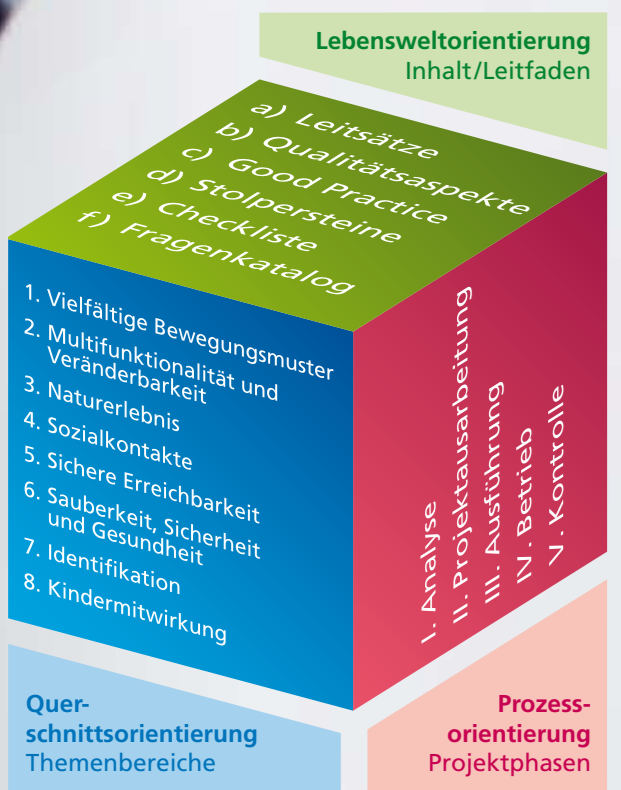 Lebensweltorientierung
Inhalt/Leitfaden
a) Leitsätze
b) Qualitätsaspekte
c) Good Practice
d) Stolpersteine
e) Checkliste
f) Fragenkatalog
1. Vielfältige Bewegungsmuster
2. Multifunktionalität und
Veränderbarkeit
3. Naturerlebnis
4. Sozialkontakte
5. Sichere Erreichbarkeit
6. Sauberkeit, Sicherheit
und Gesundheit
7. Identifikation
8. Kindermitwirkung
I. Analyse
II. Projektausarbeitung
III. Ausführung
IV. Betrieb
V. Kontrolle
Quer-
schnittsorientierung
Themenbereiche
Prozess-
orientierung
Projektphasen